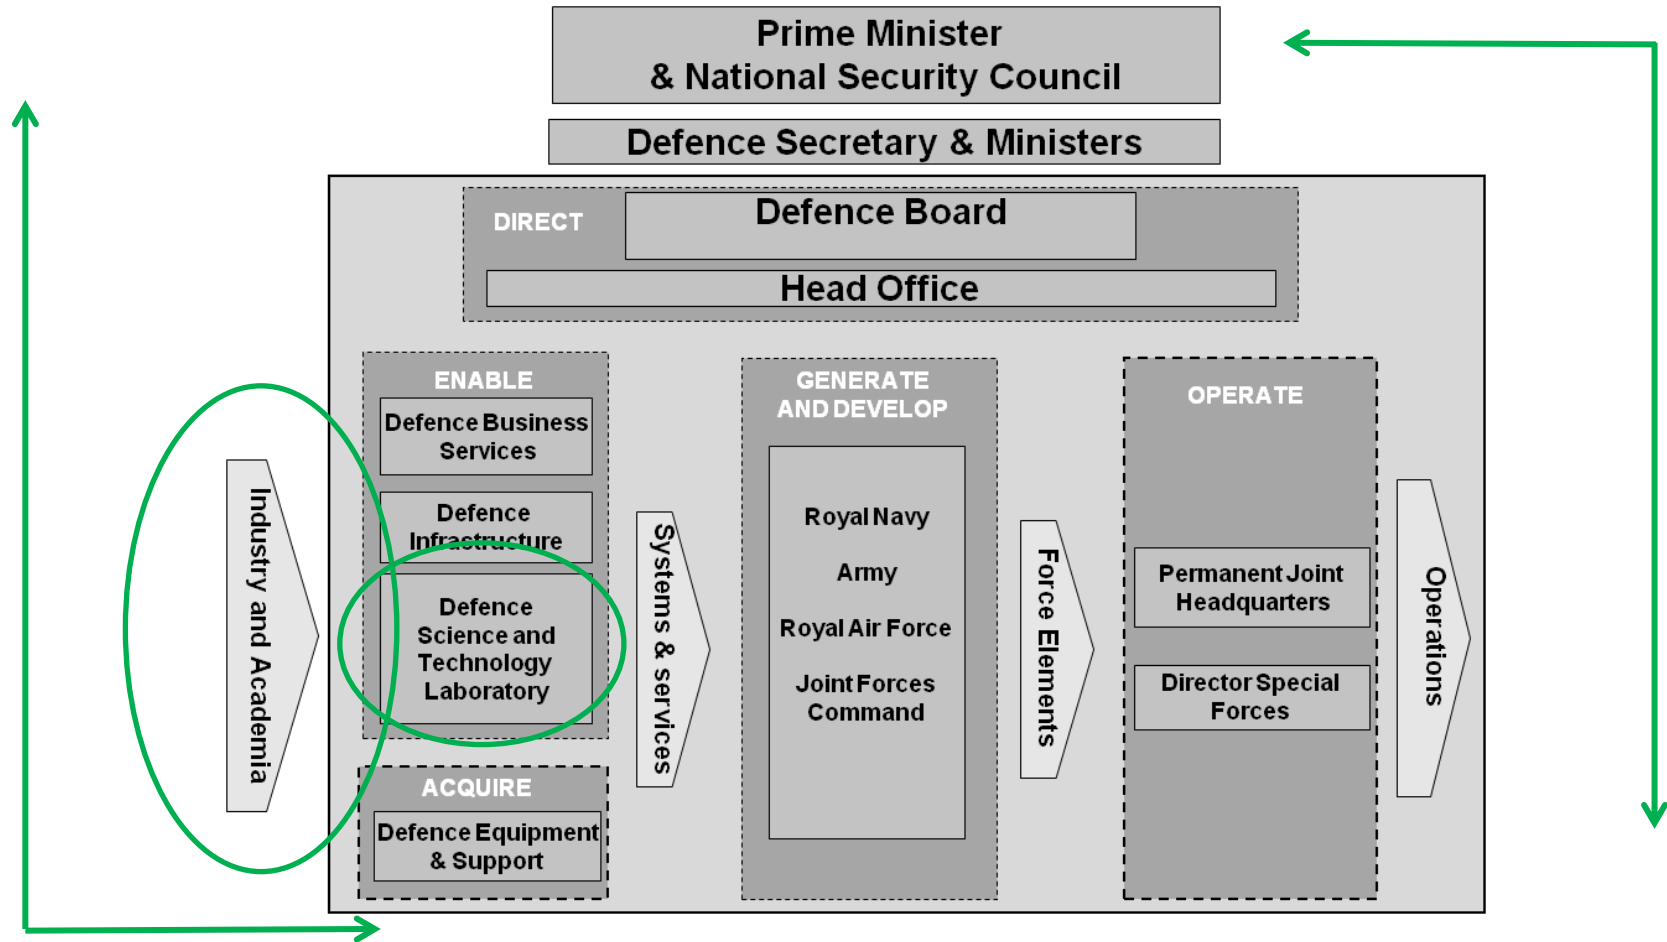 Prime Minister
& National Security Council
Defence Secretary & Ministers
DIRECT
Defence Board
Head Office
ENABLE
Defence Business
Services
Defence
Infrastructure
Defence
Science and
Technology
Laboratory
ACQUIRE
Defence Equipment
& Support
Industry and Academia
Systems & services
GENERATE
AND DEVELOP
Royal Navy
Army
Royal Air Force
Joint Forces
Command
Force Elements
OPERATE
Permanent Joint
Headquarters
Director Special
Forces
Operations